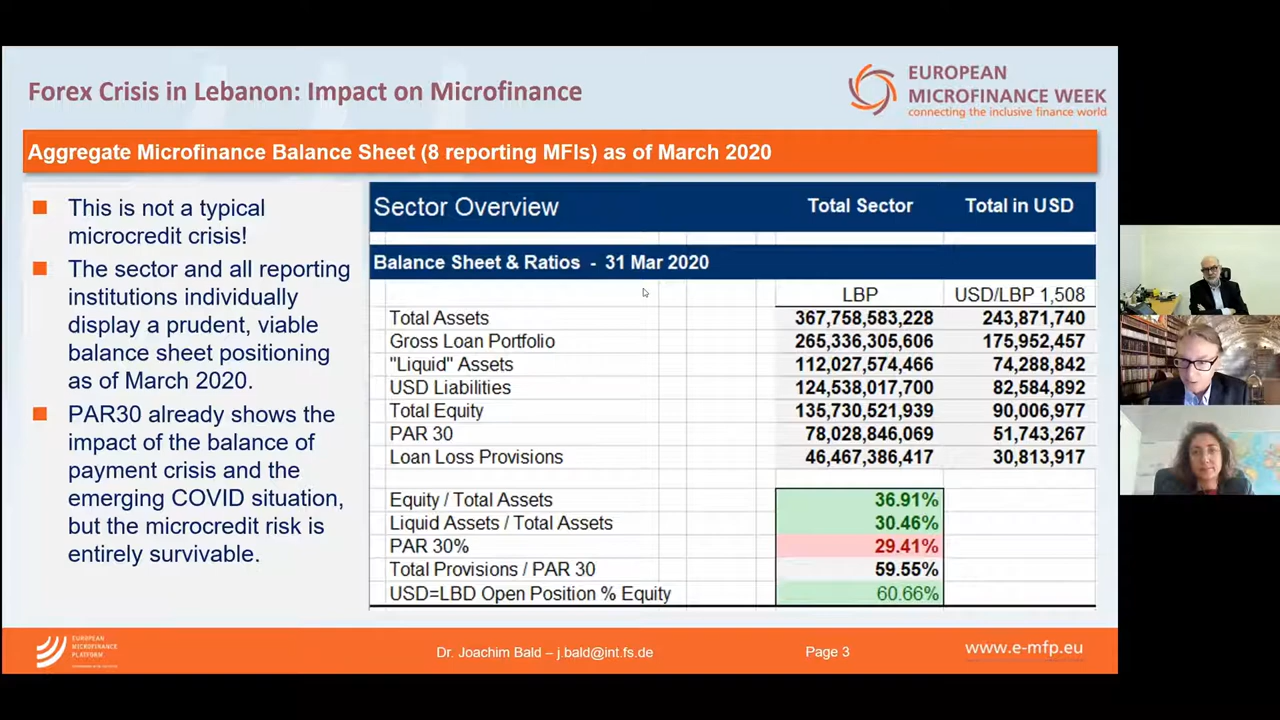 Forex Crisis in Lebanon: Impact on Microfinance
EUROPEAN
MICROFINANCE WEEK
connecting the inclusive finance world
Aggregate Microfinance Balance Sheet (8 reporting MFIs) as of March 2020
This is not a typical
microcredit crisis!
The sector and all reporting
institutions individually
display a prudent, viable
balance sheet positioning
as of March 2020.
PAR30 already shows the
impact of the balance of
payment crisis and the
emerging COVID situation,
but the microcredit risk is
entirely survivable.
Sector Overview Total Sector Total in USD
Balance Sheet & Ratios - 31 Mar 2020
LBP USD/LBP 1,508
Total Assets 367,758,583,228 243,871,740
Gross Loan Portfolio 265,336,305,606 175,952,457
"Liquid" Assets 112,027,574,466 74,288,842
USD Liabilities 124,538,017,700 82,584,892
Total Equity 135,730,521,939 90,006,977
PAR 30 78,028,846,069 51,743,267
Loan Loss Provisions 46,467,386,417 30,813,917
Equity / Total Assets 36.91%
Liquid Assets / Total Assets 30.46%
PAR 30% 29.41%
Total Provisions / PAR 30 59.55%
USD=LBD Open Position % Equity 60.66%
EUROPEAN
MICROFINANCE
PLATFORM
Dr. Joachim Bald – j.bald@int.fs.de
Page 3
www.e-mfp.eu